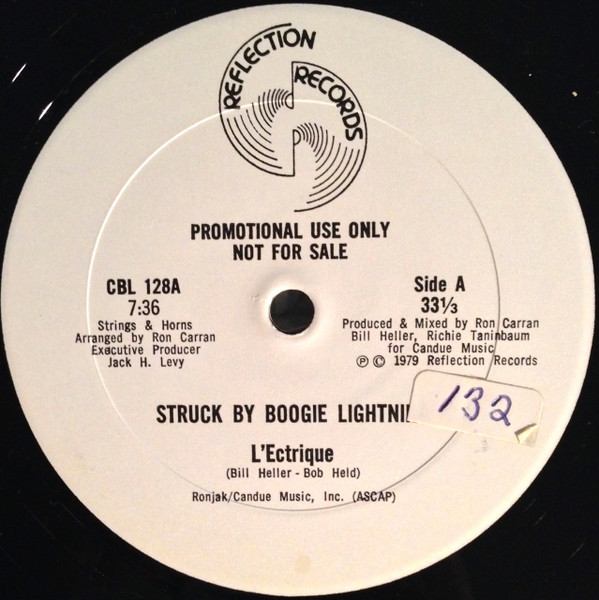 REFLECTION
RECORDS
PROMOTIONAL USE ONLY
NOT FOR SALE
CBL 128A
7:36
Strings & Horns
Arranged by Ron Carran
Executive Producer
Jack H. Levy
Side A
33⅓
Produced & Mixed by Ron Carran
Bill Heller, Richie Taninbaum
for Candue Music
℗ © 1979 Reflection Records
STRUCK BY BOOGIE LIGHTNI
132
L'Ectrique
(Bill Heller - Bob Held)
Ronjak/Candue Music, Inc. (ASCAP)